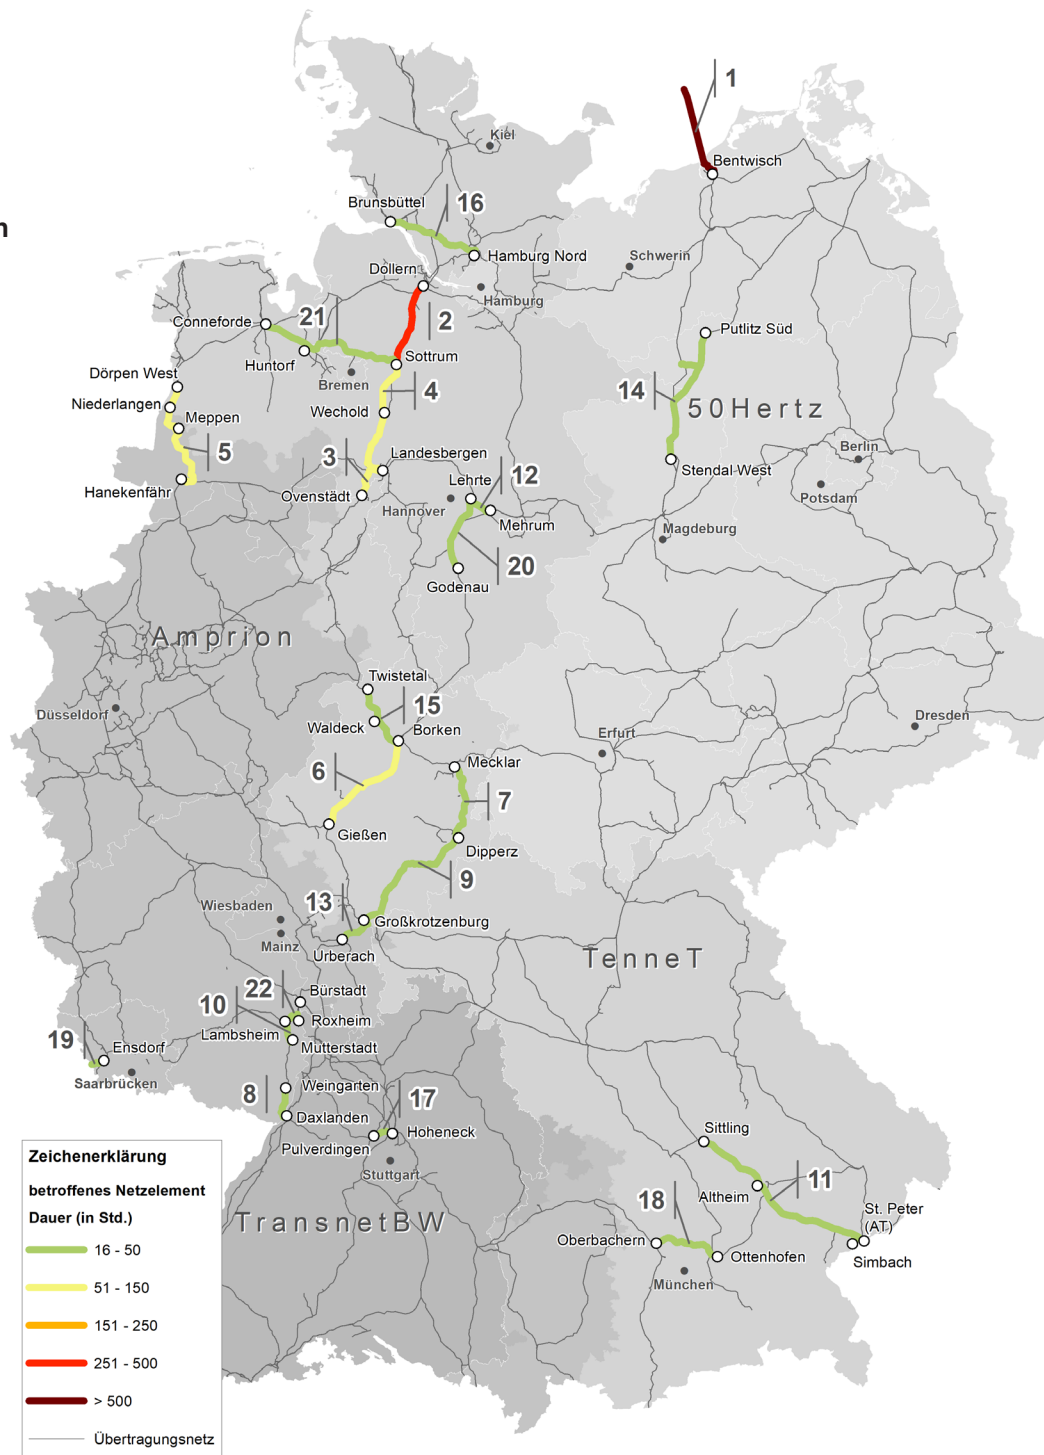 n
1
Kiel
Bentwisch
Brunsbüttel
16
Hamburg Nord
Schwerin
Dollern
Hamburg
Conneforde
21
2
Putlitz Süd
Huntorf
Sottrum
Bremen
Dörpen West
4
14
50Hertz
Niederlangen
Wechold
Meppen
5
3
Landesbergen
Berlin
Hanekenfähr
Lehrte
12
Stendal West
Ovenstädt
Hannover
Potsdam
Mehrum
Magdeburg
20
Godenau
Amprion
Twistetal
Düsseldorf
15
Waldeck
Borken
Dresden
Erfurt
6
Mecklar
7
Gießen
Dipperz
9
13
Wiesbaden
Großkrotzenburg
Mainz
Urberach
TenneT
22
Bürstadt
10
Roxheim
Lambsheim
19
Ensdorf
Mutterstadt
Saarbrücken
8
Weingarten
17
Daxlanden
Hoheneck
Sittling
Pulverdingen
Stuttgart
Altheim
11
18
St. Peter
(AT)
TransnetBW
Oberbachern
Ottenhofen
Simbach
München
Zeichenerklärung
betroffenes Netzelement
Dauer (in Std.)
16 - 50
51 - 150
151 - 250
251 - 500
> 500
Übertragungsnetz